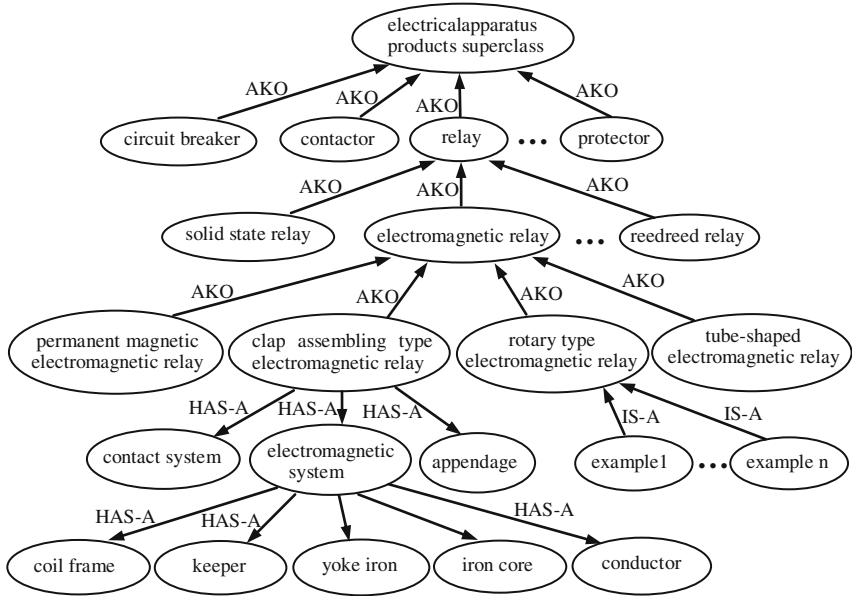 electricalapparatus
products superclass
AKO
AKO
AKO
AKO
circuit breaker
contactor
relay
...
protector
AKO
AKO
AKO
solid state relay
electromagnetic relay
...
reedreed relay
AKO
AKO
AKO
AKO
permanent magnetic
electromagnetic relay
clap assembling type
electromagnetic relay
rotary type
electromagnetic relay
tube-shaped
electromagnetic relay
HAS-A
HAS-A
HAS-A
IS-A
IS-A
contact system
electromagnetic
system
appendage
example1
...
example n
HAS-A
HAS-A
HAS-A
coil frame
keeper
yoke iron
iron core
conductor